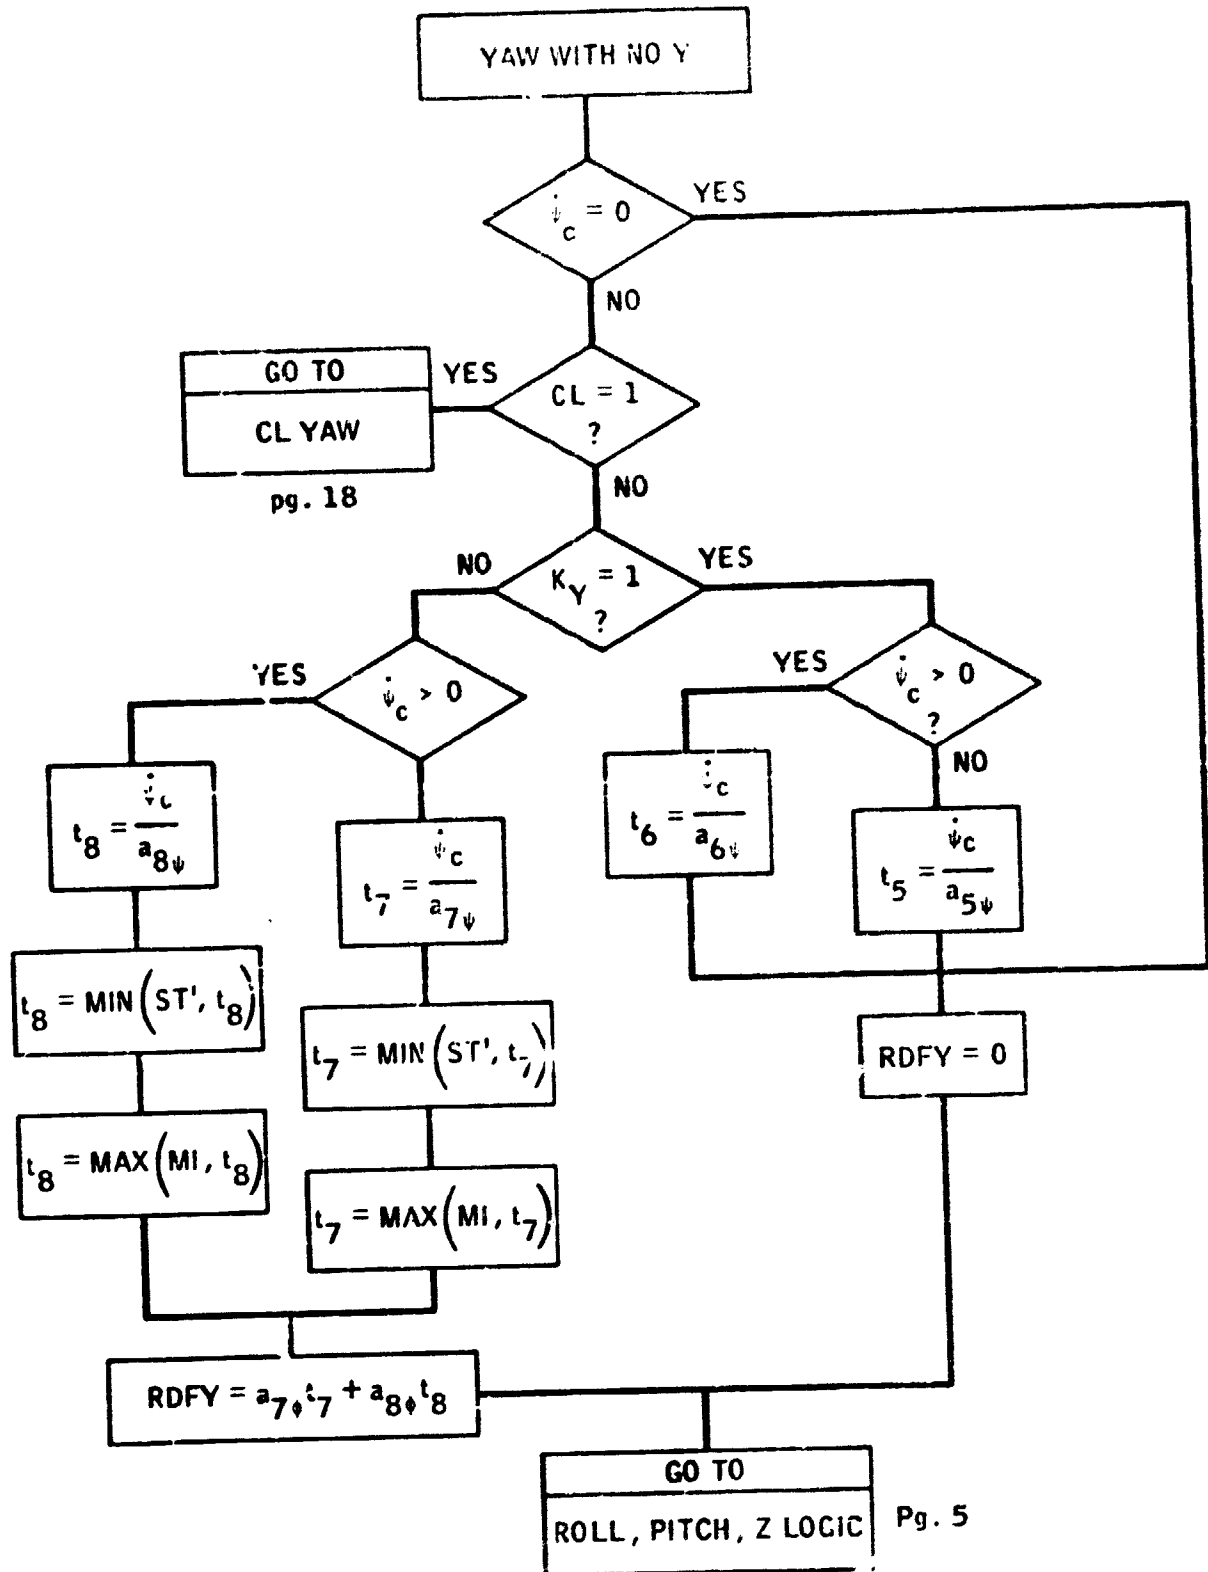 YAW WITH NO Y
ψ̇c = 0
YES
NO
GO TO
CL YAW
pg. 18
YES
CL = 1
?
NO
NO
KY = 1
?
YES
YES
ψ̇c > 0
YES
ψ̇c > 0
?
NO
t8 = ψ̇c / a8ψ
t7 = ψ̇c / a7ψ
t6 = ψ̇c / a6ψ
t5 = ψ̇c / a5ψ
t8 = MIN(ST', t8)
t7 = MIN(ST', t7)
RDFY = 0
t8 = MAX(MI, t8)
t7 = MAX(MI, t7)
RDFY = a7ϕt7 + a8ϕt8
GO TO
ROLL, PITCH, Z LOGIC
Pg. 5